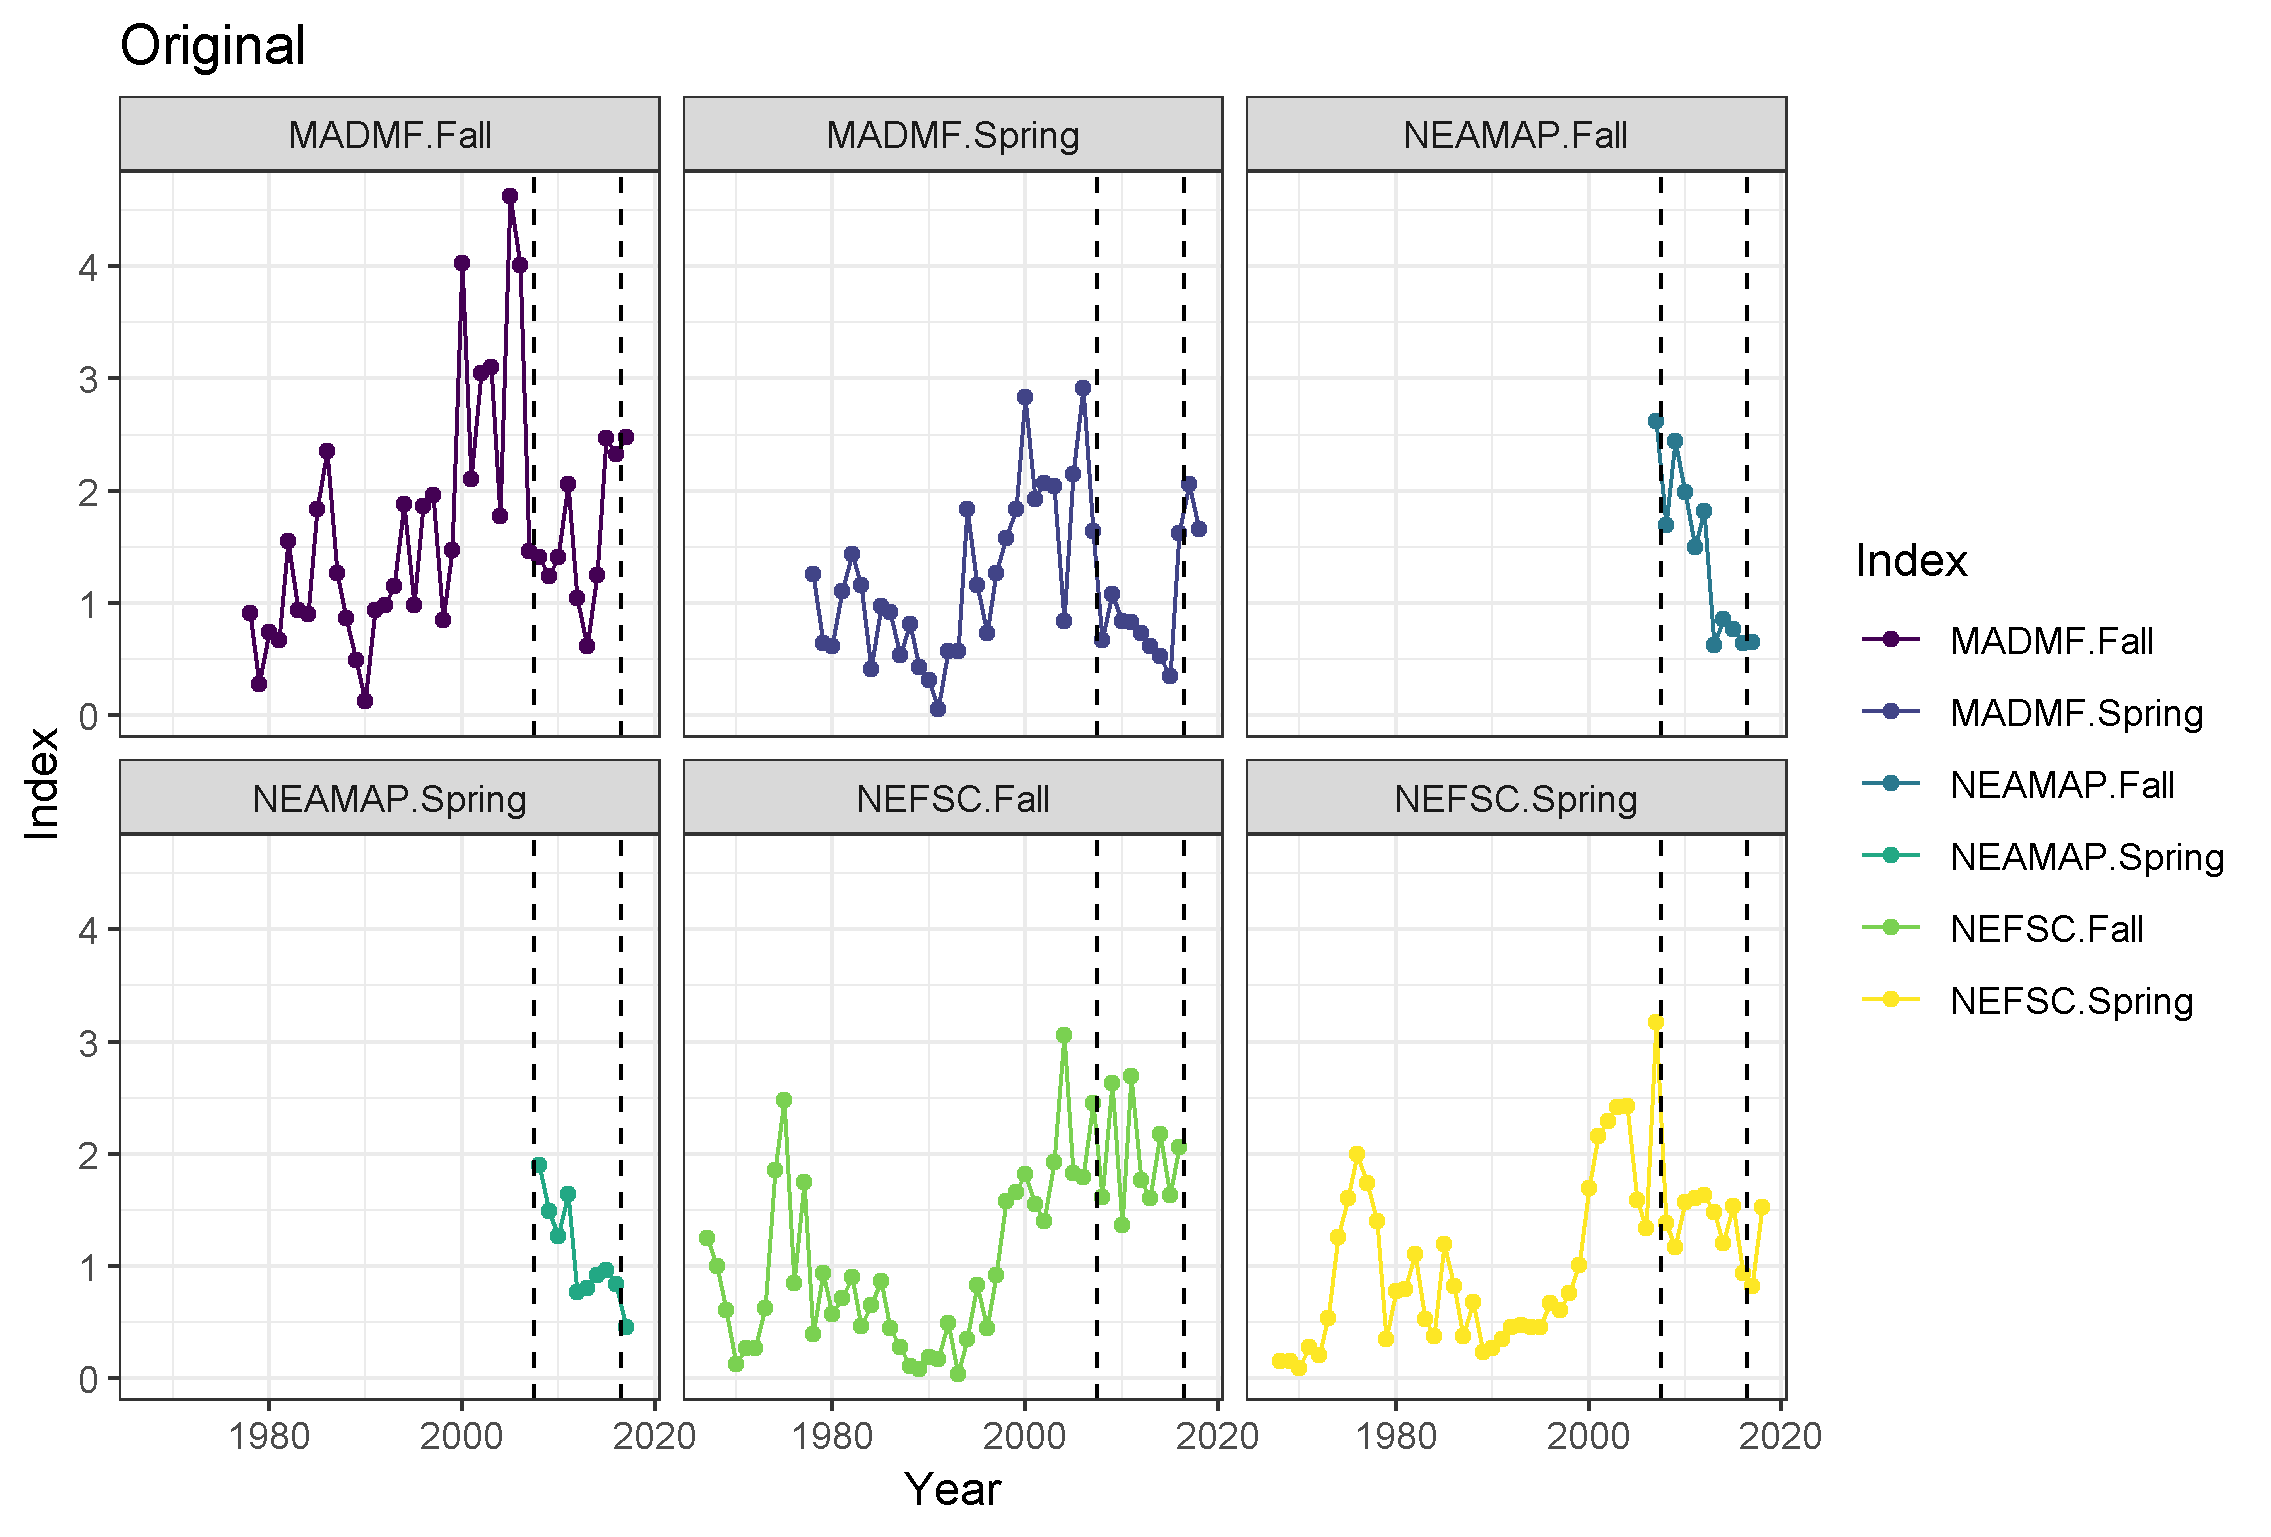 Original
MADMF.Fall MADMF.Spring NEAMAP.Fall
4
3
2
1
0
NEAMAP.Spring NEFSC.Fall NEFSC.Spring
4
3
2
1
0
1980 2000 2020 1980 2000 2020 1980 2000 2020
Year
Index
Index
MADMF.Fall
MADMF.Spring
NEAMAP.Fall
NEAMAP.Spring
NEFSC.Fall
NEFSC.Spring